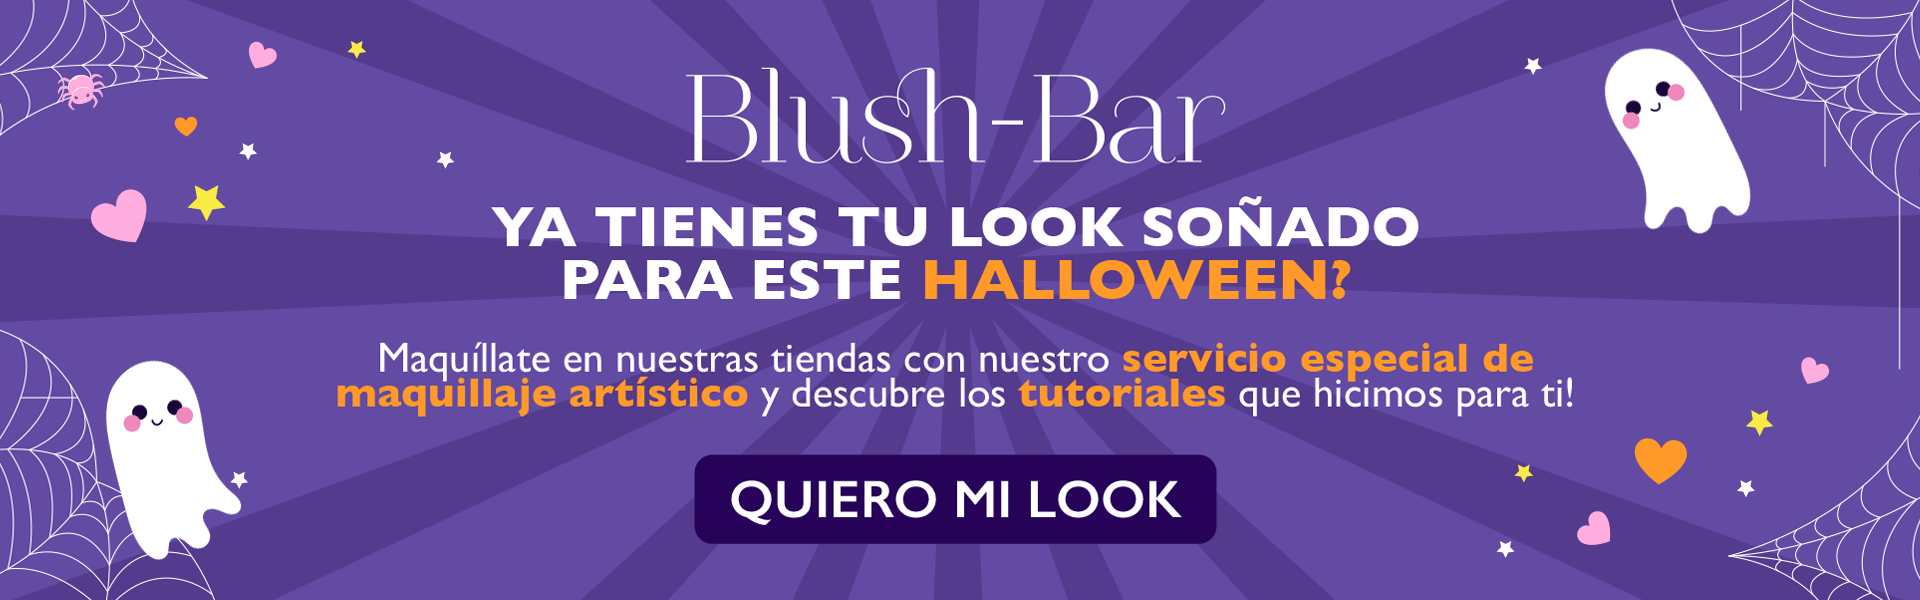 Blush-Bar
YA TIENES TU LOOK SOÑADO
PARA ESTE HALLOWEEN?
Maquíllate en nuestras tiendas con nuestro servicio especial de
maquillaje artístico y descubre los tutoriales que hicimos para ti!
QUIERO MI LOOK